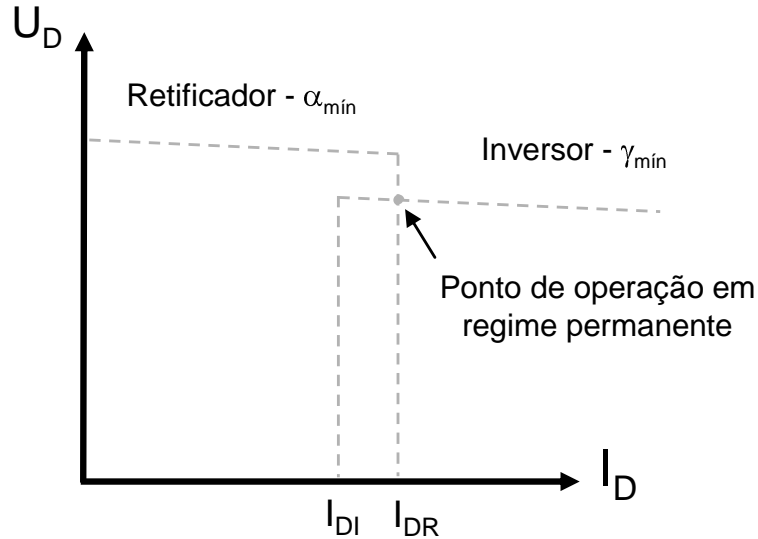 U_D
Retificador - α_mín
Inversor - γ_mín
Ponto de operação em
regime permanente
I_D
I_DI I_DR